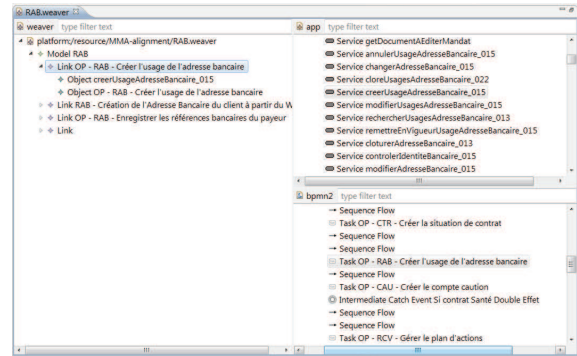 RAB.weaver
weaver type filter text
platform:/resource/MMA-alignment/RAB.weaver
Model RAB
Link OP - RAB - Créer l'usage de l'adresse bancaire
Object creerUsageAdresseBancaire_015
Object OP - RAB - Créer l'usage de l'adresse bancaire
Link RAB - Création de l'Adresse Bancaire du client à partir du W
Link OP - RAB - Enregistrer les références bancaires du payeur
Link
app type filter text
Service getDocumentAEditerMandat
Service annulerUsageAdresseBancaire_015
Service changerAdresseBancaire_015
Service cloreUsagesAdresseBancaire_022
Service creerUsageAdresseBancaire_015
Service modifierUsagesAdresseBancaire_015
Service rechercherUsagesAdresseBancaire_013
Service remettreEnVigueurUsageAdresseBancaire_015
Service cloturerAdresseBancaire_013
Service controlerIdentiteBancaire_015
Service modifierAdresseBancaire_015
bpmn2 type filter text
Sequence Flow
Task OP - CTR - Créer la situation de contrat
Sequence Flow
Sequence Flow
Task OP - RAB - Créer l'usage de l'adresse bancaire
Sequence Flow
Task OP - CAU - Créer le compte caution
Intermediate Catch Event Si contrat Santé Double Effet
Sequence Flow
Sequence Flow
Task OP - RCV - Gérer le plan d'actions